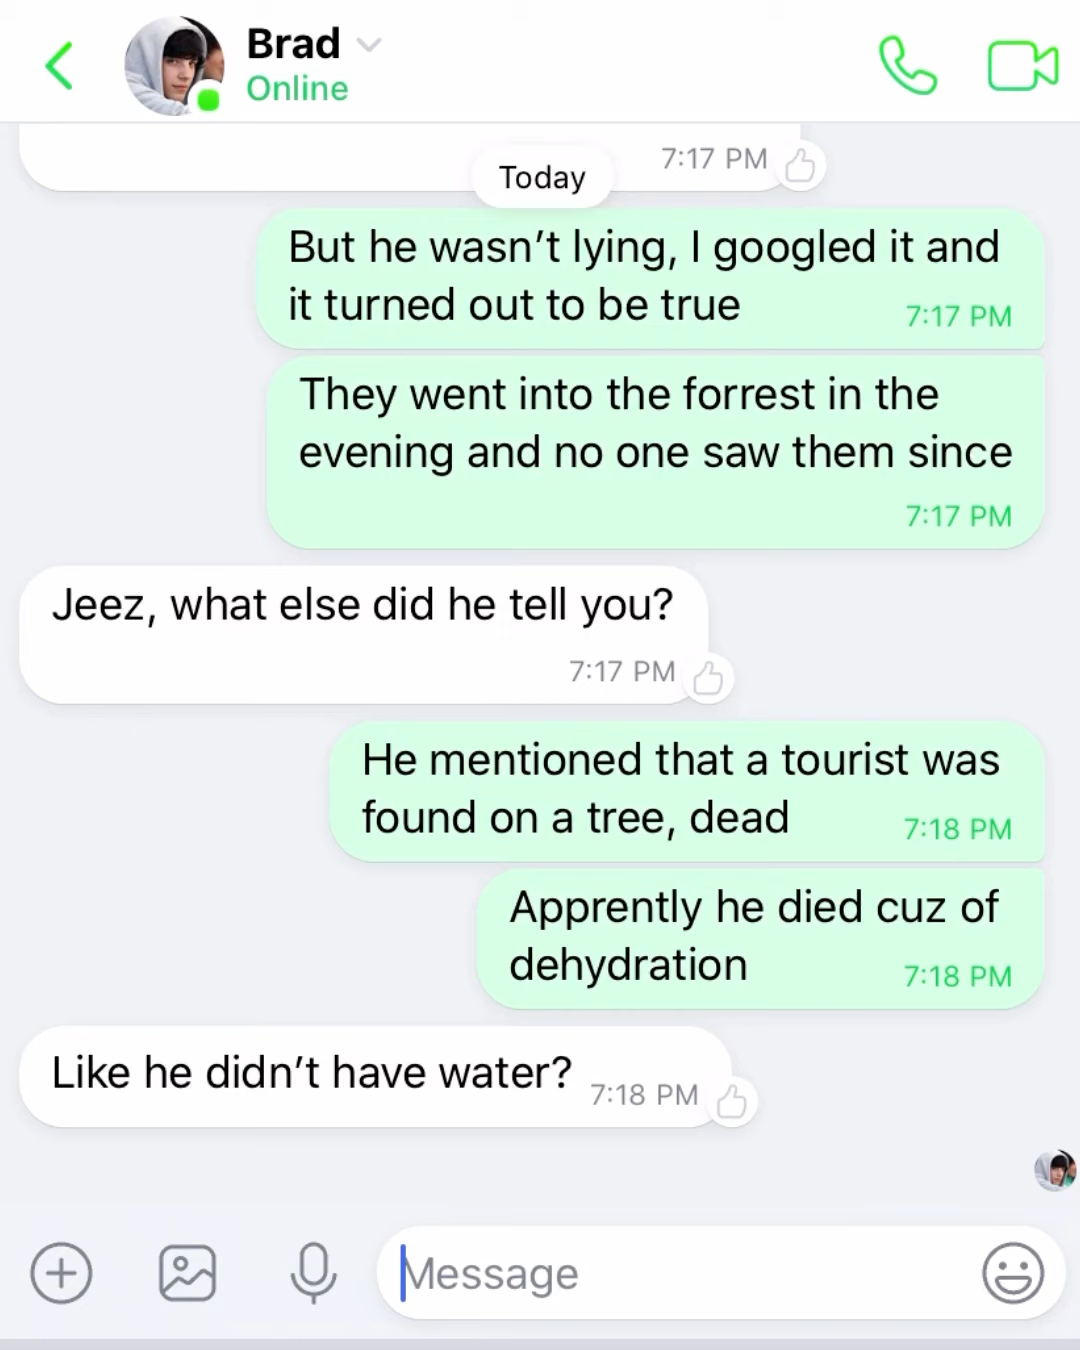 Brad
Online
7:17 PM
Today
But he wasn’t lying, I googled it and
it turned out to be true
7:17 PM
They went into the forrest in the
evening and no one saw them since
7:17 PM
Jeez, what else did he tell you?
7:17 PM
He mentioned that a tourist was
found on a tree, dead
7:18 PM
Apprently he died cuz of
dehydration
7:18 PM
Like he didn’t have water?
7:18 PM
Message